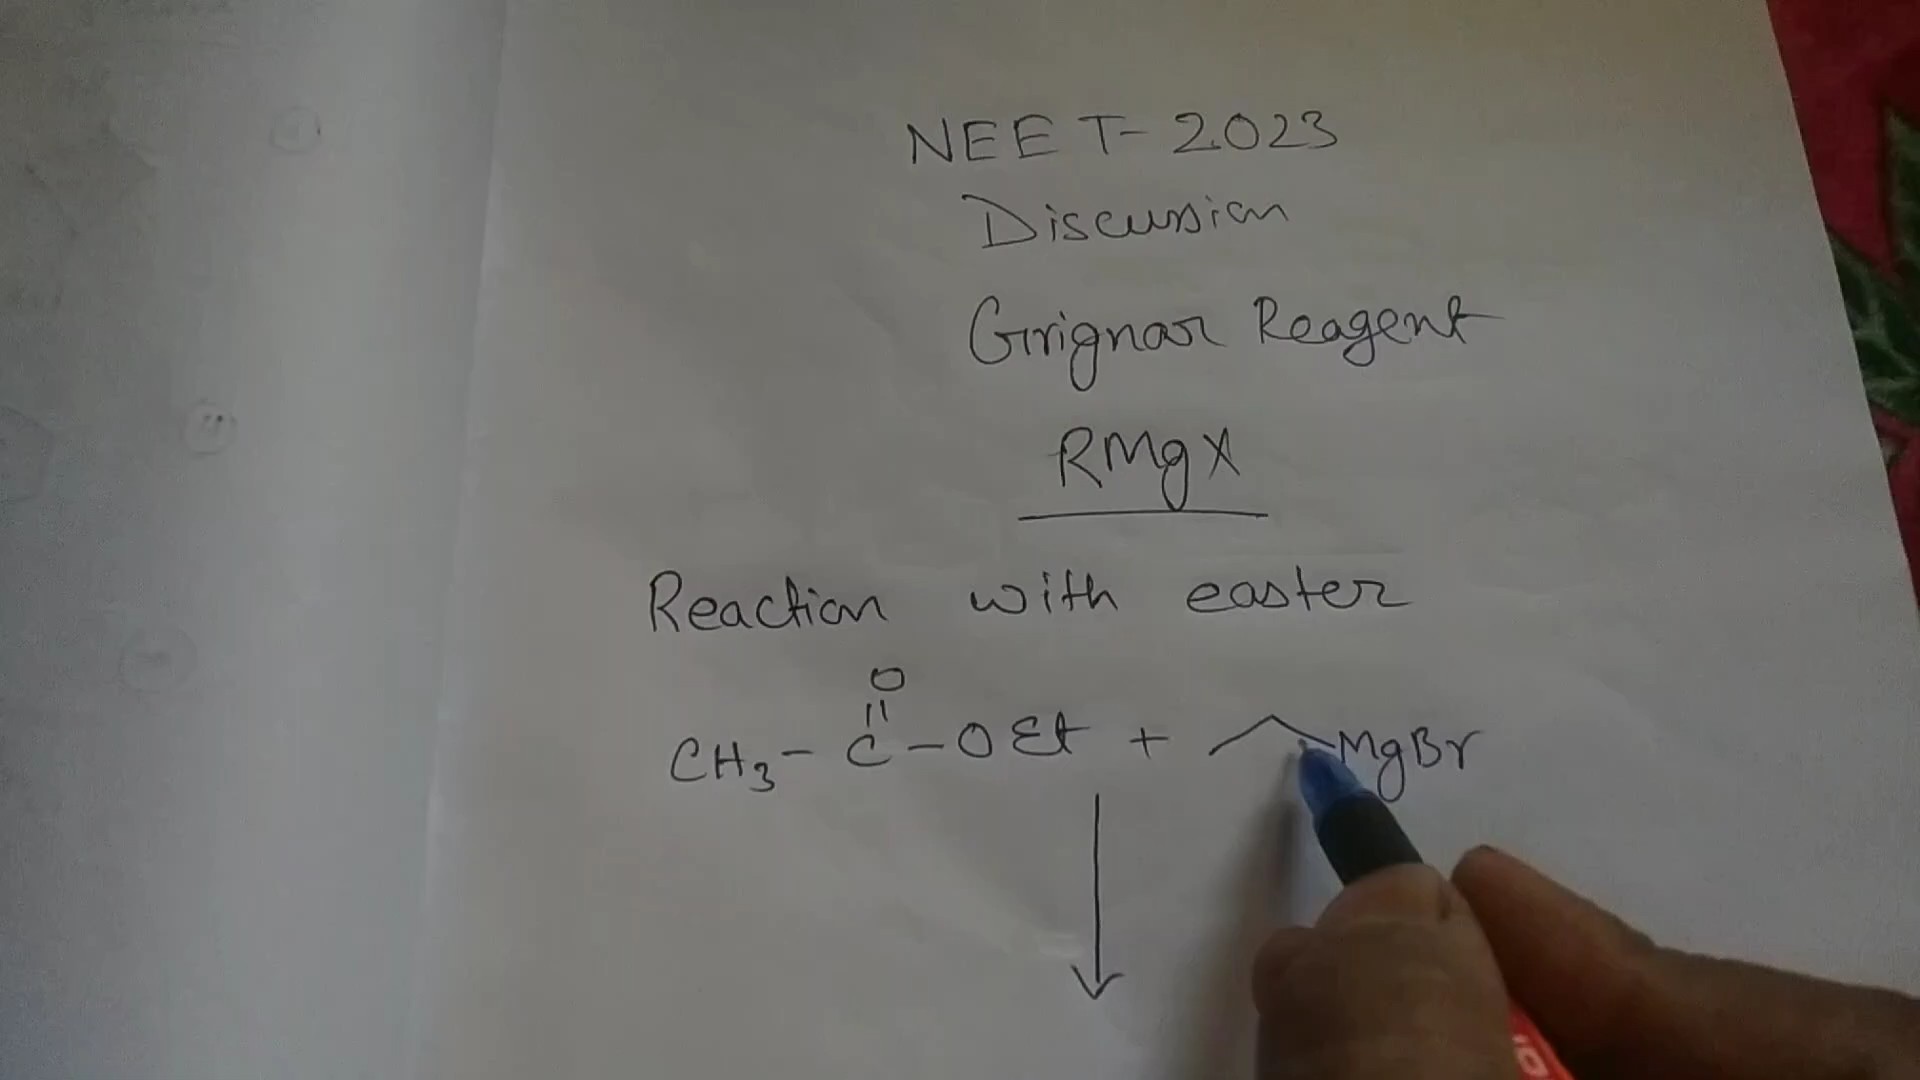 NEET-2023
Discussion
Grignar Reagent
RMgX
Reaction with easter
O
CH3-C-OEt + MgBr